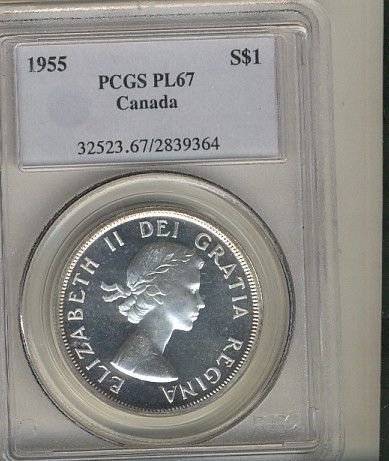 1955 S$1
PCGS PL67
Canada
32523.67/2839364
ELIZABETH II DEI GRATIA REGINA